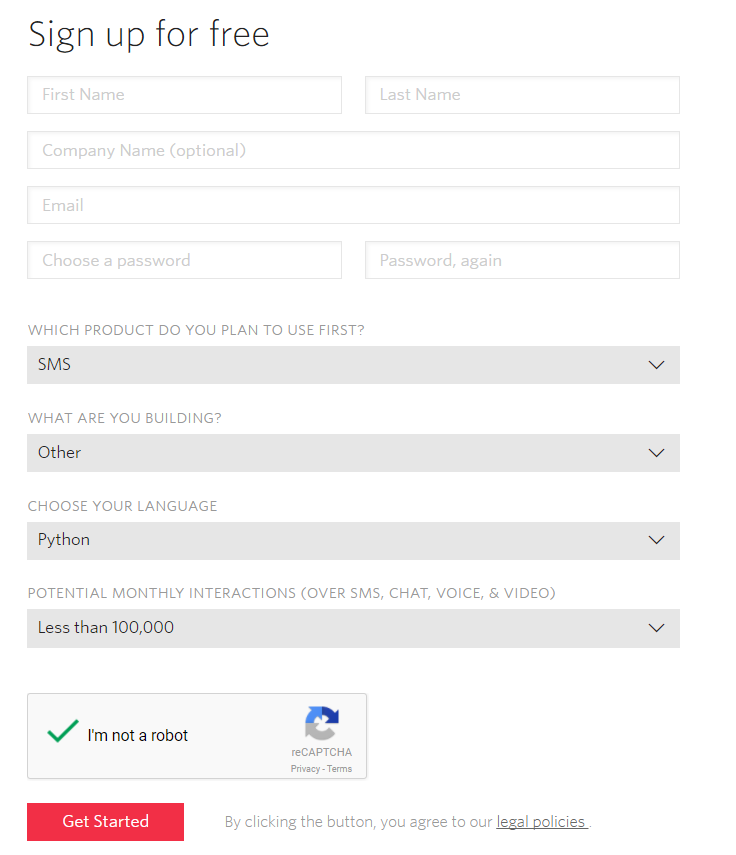 Sign up for free
First Name
Last Name
Company Name (optional)
Email
Choose a password
Password, again
WHICH PRODUCT DO YOU PLAN TO USE FIRST?
SMS
WHAT ARE YOU BUILDING?
Other
CHOOSE YOUR LANGUAGE
Python
POTENTIAL MONTHLY INTERACTIONS (OVER SMS, CHAT, VOICE, & VIDEO)
Less than 100,000
I'm not a robot
reCAPTCHA
Privacy - Terms
Get Started
By clicking the button, you agree to our legal policies .